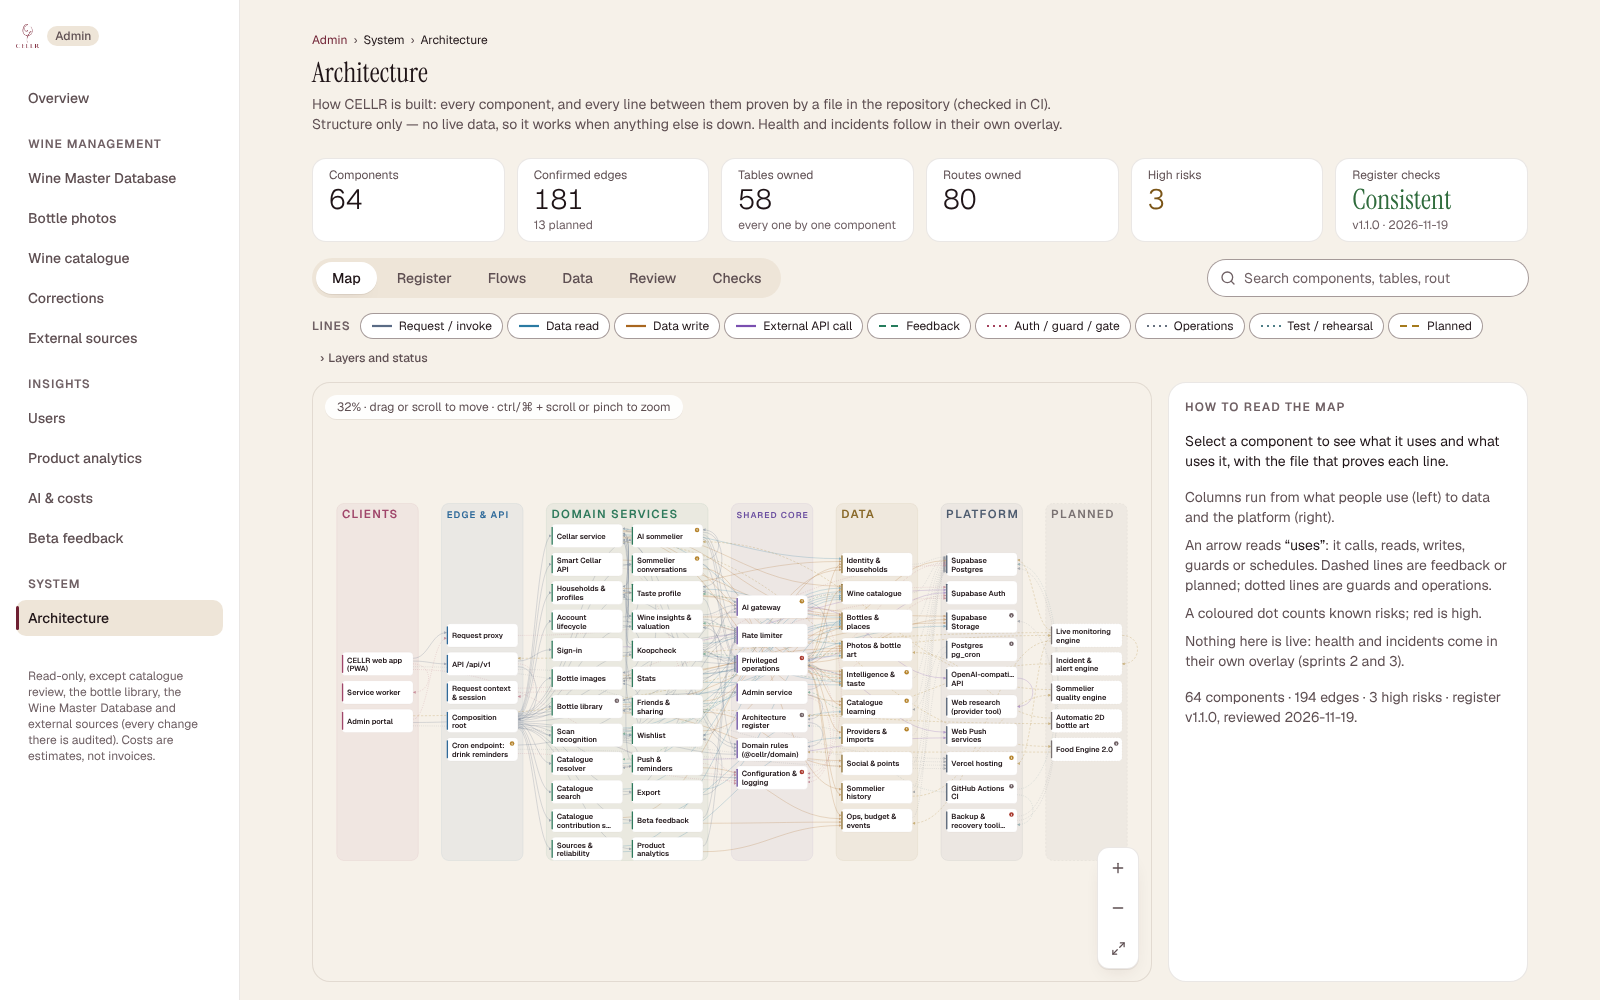 CELLR
Admin
Overview
WINE MANAGEMENT
Wine Master Database
Bottle photos
Wine catalogue
Corrections
External sources
INSIGHTS
Users
Product analytics
AI & costs
Beta feedback
SYSTEM
Architecture
Read-only, except catalogue
review, the bottle library, the
Wine Master Database and
external sources (every change
there is audited). Costs are
estimates, not invoices.
Admin › System › Architecture
Architecture
How CELLR is built: every component, and every line between them proven by a file in the repository (checked in CI).
Structure only — no live data, so it works when anything else is down. Health and incidents follow in their own overlay.
Components
64
Confirmed edges
181
13 planned
Tables owned
58
every one by one component
Routes owned
80
High risks
3
Register checks
Consistent
v1.1.0 · 2026-11-19
Map
Register
Flows
Data
Review
Checks
Search components, tables, rout
LINES
Request / invoke
Data read
Data write
External API call
Feedback
Auth / guard / gate
Operations
Test / rehearsal
Planned
› Layers and status
32% · drag or scroll to move · ctrl/⌘ + scroll or pinch to zoom
CLIENTS
CELLR web app
(PWA)
Service worker
Admin portal
EDGE & API
Request proxy
API /api/v1
Request context
& session
Composition
root
Cron endpoint:
drink reminders
DOMAIN SERVICES
Cellar service
Smart Cellar
API
Households &
profiles
Account
lifecycle
Sign-in
Bottle images
Bottle library
Scan
recognition
Catalogue
resolver
Catalogue
search
Catalogue
contribution s...
Sources &
reliability
AI sommelier
Sommelier
conversations
Taste profile
Wine insights &
valuation
Koopcheck
Stats
Friends &
sharing
Wishlist
Push &
reminders
Export
Beta feedback
Product
analytics
SHARED CORE
AI gateway
Rate limiter
Privileged
operations
Admin service
Architecture
register
Domain rules
(@cellr/domain)
Configuration &
logging
DATA
Identity &
households
Wine catalogue
Bottles &
places
Photos & bottle
art
Intelligence &
taste
Catalogue
learning
Providers &
imports
Social & points
Sommelier
history
Ops, budget &
events
PLATFORM
Supabase
Postgres
Supabase Auth
Supabase
Storage
Postgres
pg_cron
OpenAI-compati...
API
Web research
(provider tool)
Web Push
services
Vercel hosting
GitHub Actions
CI
Backup &
recovery tooli...
PLANNED
Live monitoring
engine
Incident &
alert engine
Sommelier
quality engine
Automatic 2D
bottle art
Food Engine 2.0
HOW TO READ THE MAP
Select a component to see what it uses and what
uses it, with the file that proves each line.
Columns run from what people use (left) to data
and the platform (right).
An arrow reads “uses”: it calls, reads, writes,
guards or schedules. Dashed lines are feedback or
planned; dotted lines are guards and operations.
A coloured dot counts known risks; red is high.
Nothing here is live: health and incidents come in
their own overlay (sprints 2 and 3).
64 components · 194 edges · 3 high risks · register
v1.1.0, reviewed 2026-11-19.